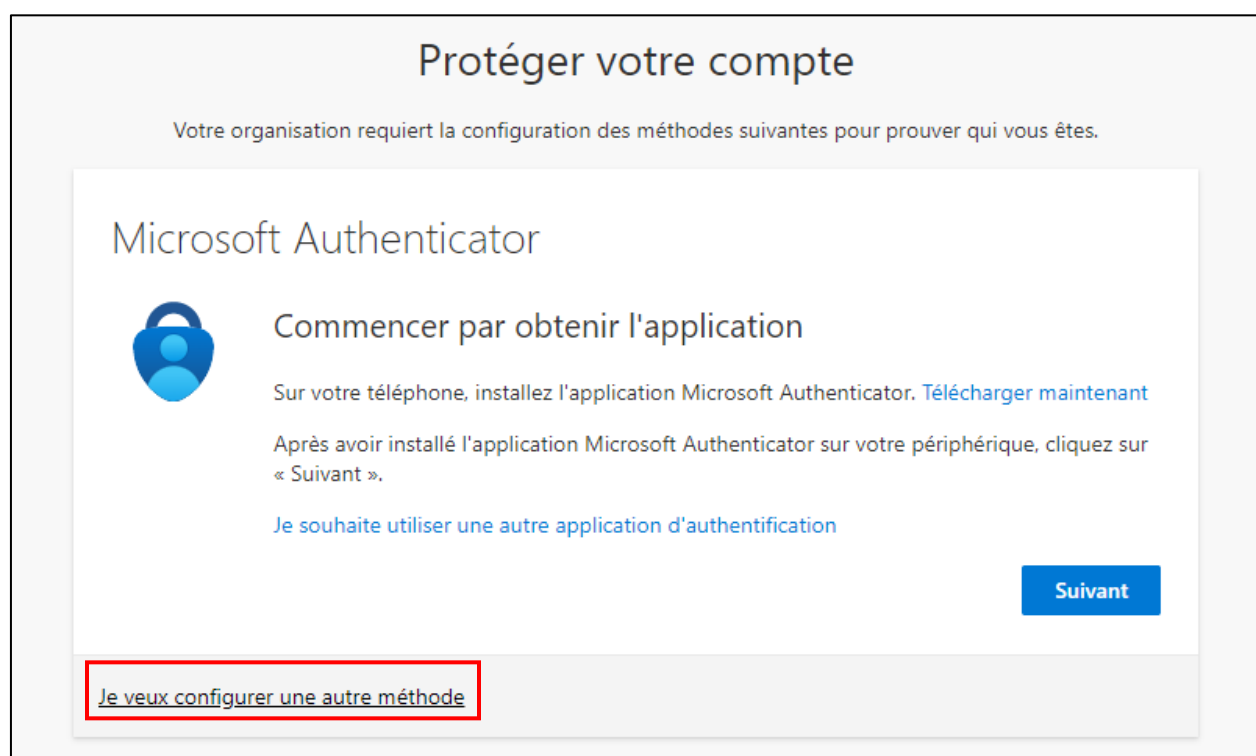 Protéger votre compte
Votre organisation requiert la configuration des méthodes suivantes pour prouver qui vous êtes.
Microsoft Authenticator
Commencer par obtenir l'application
Sur votre téléphone, installez l'application Microsoft Authenticator. Télécharger maintenant
Après avoir installé l'application Microsoft Authenticator sur votre périphérique, cliquez sur
« Suivant ».
Je souhaite utiliser une autre application d'authentification
Suivant
Je veux configurer une autre méthode